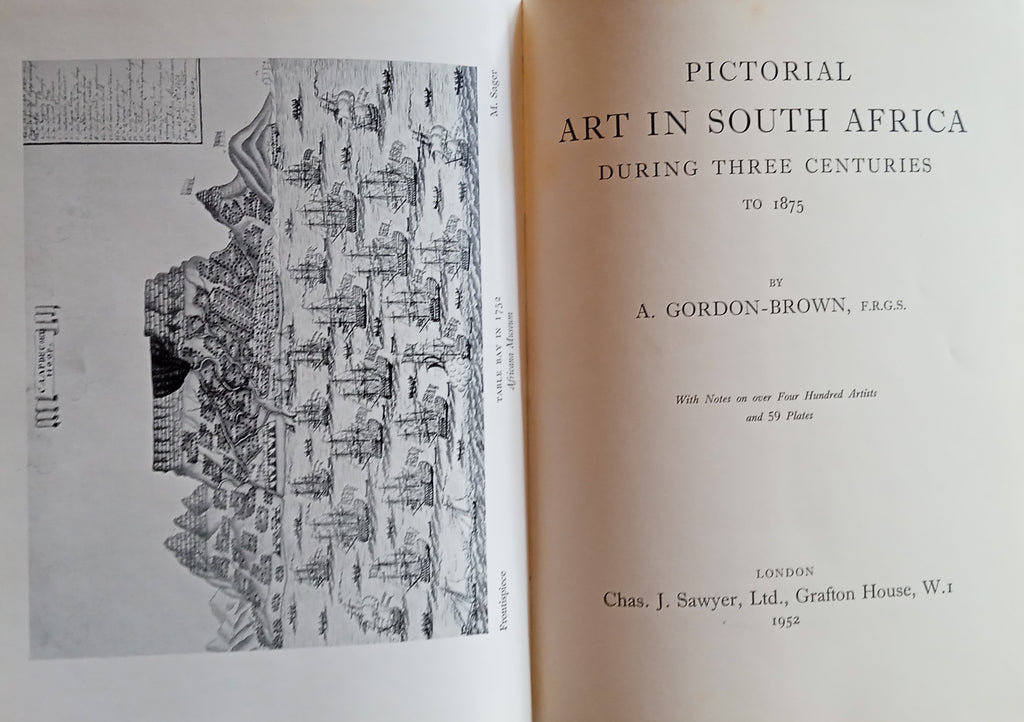 CAAPDEGOEDE
HOOP.
Frontispiece
TABLE BAY IN 1752
Africana Museum
M. Sager
PICTORIAL
ART IN SOUTH AFRICA
DURING THREE CENTURIES
TO 1875
BY
A. GORDON-BROWN, F.R.G.S.
With Notes on over Four Hundred Artists
and 59 Plates
LONDON
Chas. J. Sawyer, Ltd., Grafton House, W.1
1952